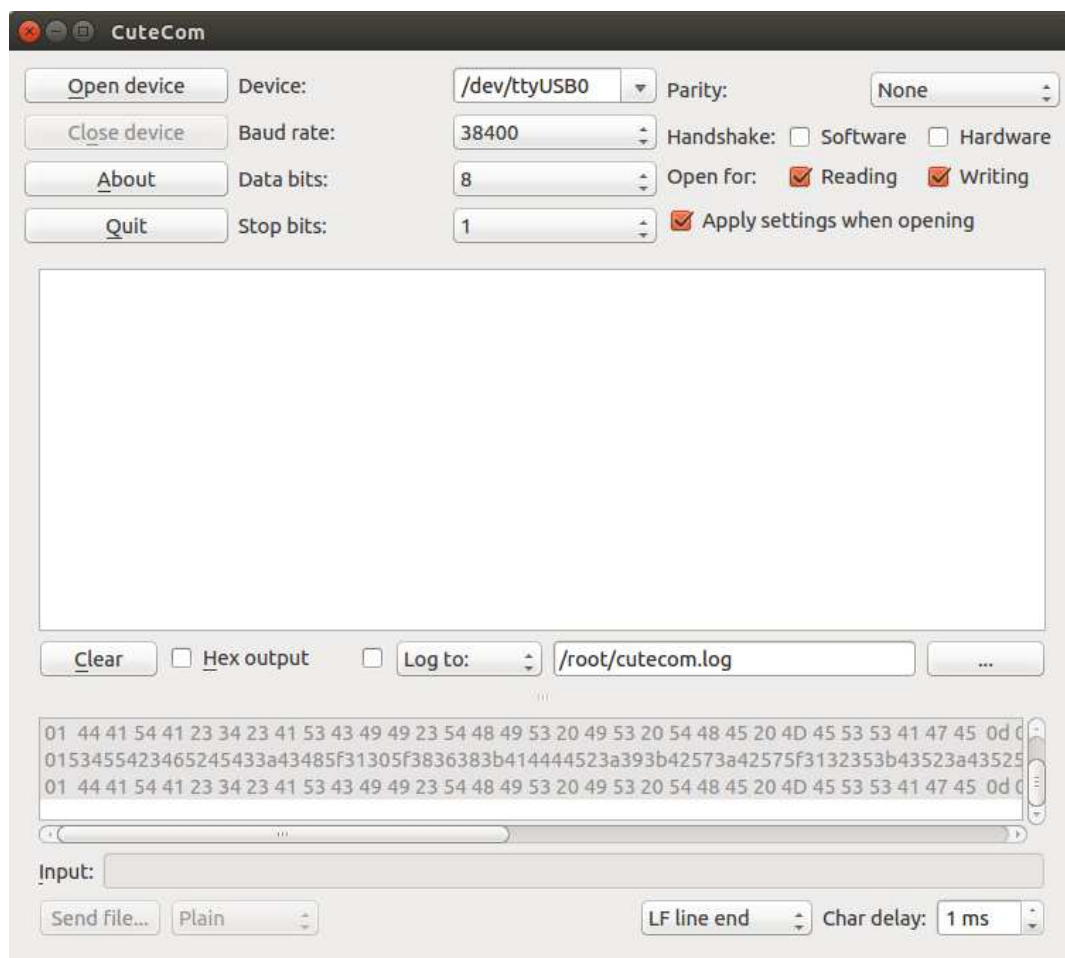 CuteCom
Open device Device: /dev/ttyUSB0 Parity: None
Close device Baud rate: 38400 Handshake: Software Hardware
About Data bits: 8 Open for: Reading Writing
Quit Stop bits: 1 Apply settings when opening
Clear Hex output Log to: /root/cutecom.log ...
01 44 41 54 41 23 34 23 41 53 43 49 49 23 54 48 49 53 20 49 53 20 54 48 45 20 4D 45 53 53 41 47 45 0d
0153455423465245433a43485f31305f3836383b414444523a393b42573a42575f3132353b43523a43525
01 44 41 54 41 23 34 23 41 53 43 49 49 23 54 48 49 53 20 49 53 20 54 48 45 20 4D 45 53 53 41 47 45 0d
Input:
Send file... Plain LF line end Char delay: 1 ms